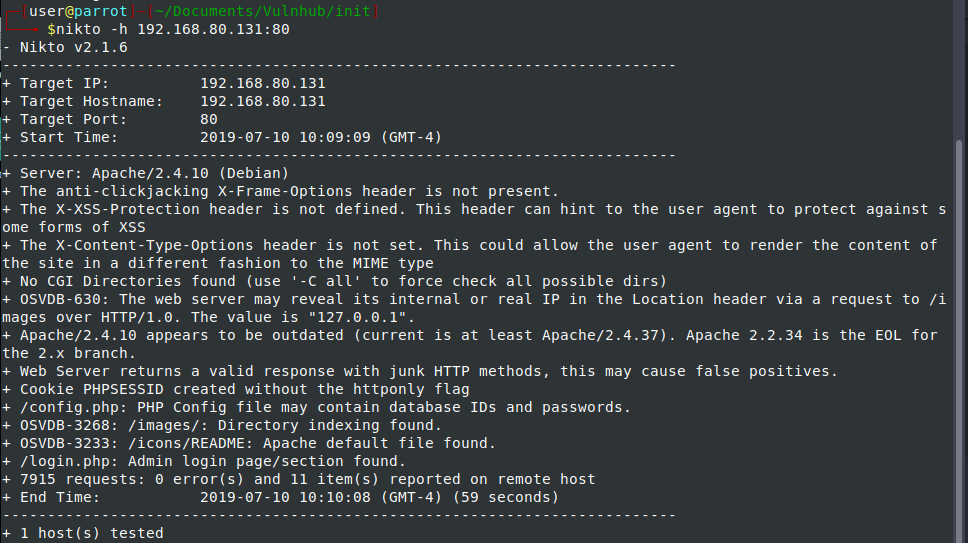 [user@parrot] [~/Documents/Vulnhub/init]
$nikto -h 192.168.80.131:80
- Nikto v2.1.6
---------------------------------------------------------------------------
+ Target IP:          192.168.80.131
+ Target Hostname:    192.168.80.131
+ Target Port:        80
+ Start Time:         2019-07-10 10:09:09 (GMT-4)
---------------------------------------------------------------------------
+ Server: Apache/2.4.10 (Debian)
+ The anti-clickjacking X-Frame-Options header is not present.
+ The X-XSS-Protection header is not defined. This header can hint to the user agent to protect against s
ome forms of XSS
+ The X-Content-Type-Options header is not set. This could allow the user agent to render the content of
the site in a different fashion to the MIME type
+ No CGI Directories found (use '-C all' to force check all possible dirs)
+ OSVDB-630: The web server may reveal its internal or real IP in the Location header via a request to /i
mages over HTTP/1.0. The value is "127.0.0.1".
+ Apache/2.4.10 appears to be outdated (current is at least Apache/2.4.37). Apache 2.2.34 is the EOL for
the 2.x branch.
+ Web Server returns a valid response with junk HTTP methods, this may cause false positives.
+ Cookie PHPSESSID created without the httponly flag
+ /config.php: PHP Config file may contain database IDs and passwords.
+ OSVDB-3268: /images/: Directory indexing found.
+ OSVDB-3233: /icons/README: Apache default file found.
+ /login.php: Admin login page/section found.
+ 7915 requests: 0 error(s) and 11 item(s) reported on remote host
+ End Time:           2019-07-10 10:10:08 (GMT-4) (59 seconds)
---------------------------------------------------------------------------
+ 1 host(s) tested